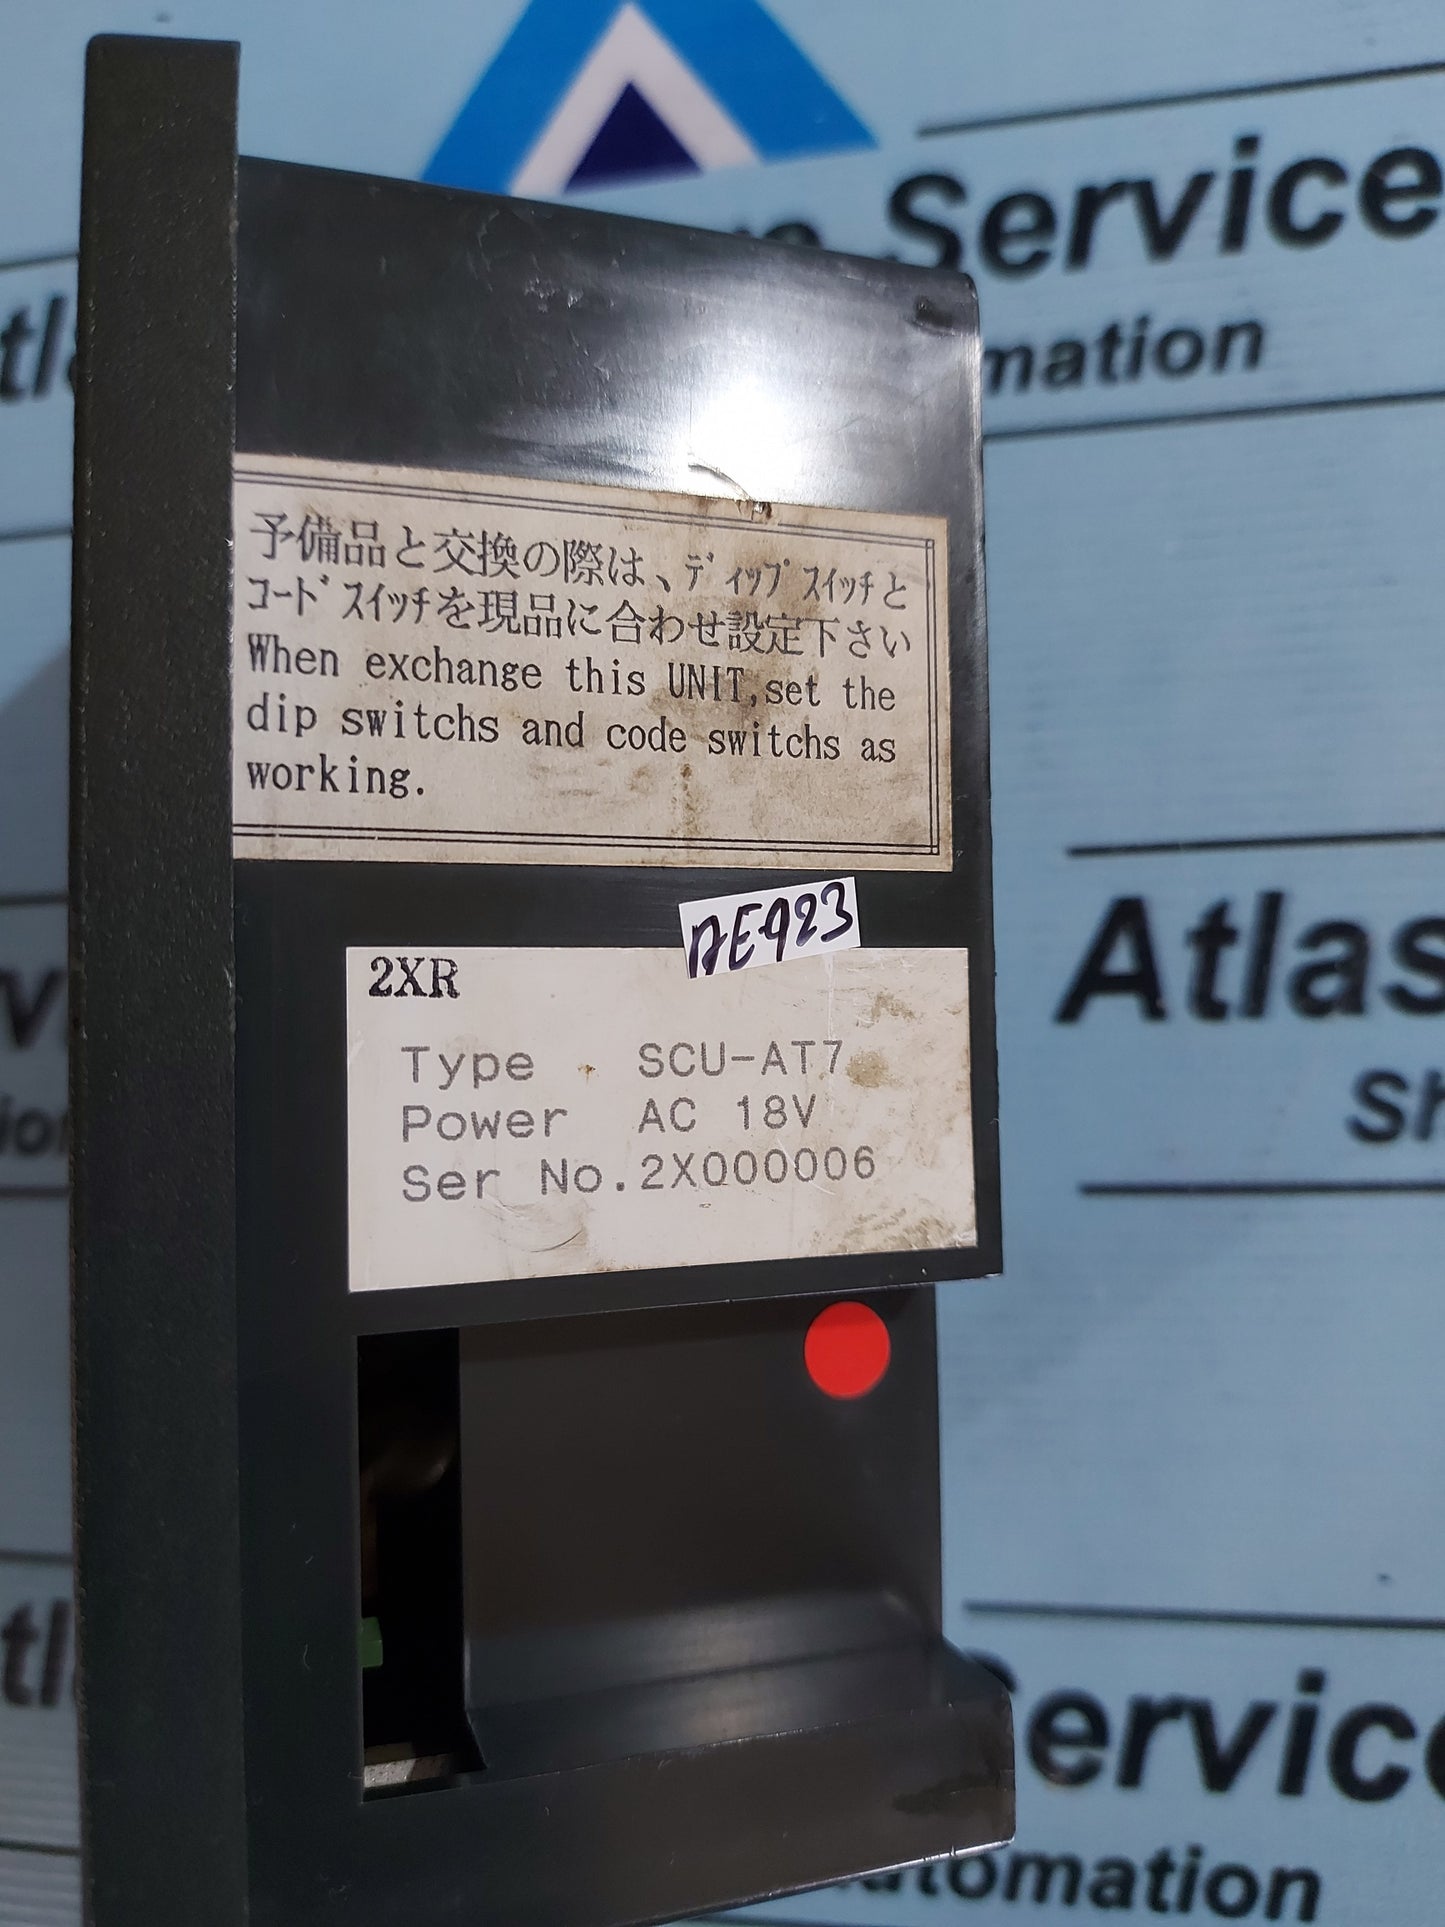 Service
mation
予備品と交換の際は、ﾃﾞｨｯﾌﾟｽｲｯﾁと
ｺｰﾄﾞｽｲｯﾁを現品に合わせ設定下さい
When exchange this UNIT,set the
dip switchs and code switchs as
working.
AE923
2XR
Type SCU-AT7
Power AC 18V
Ser No.2X000006
Atlas
Sh
ervic
utomation